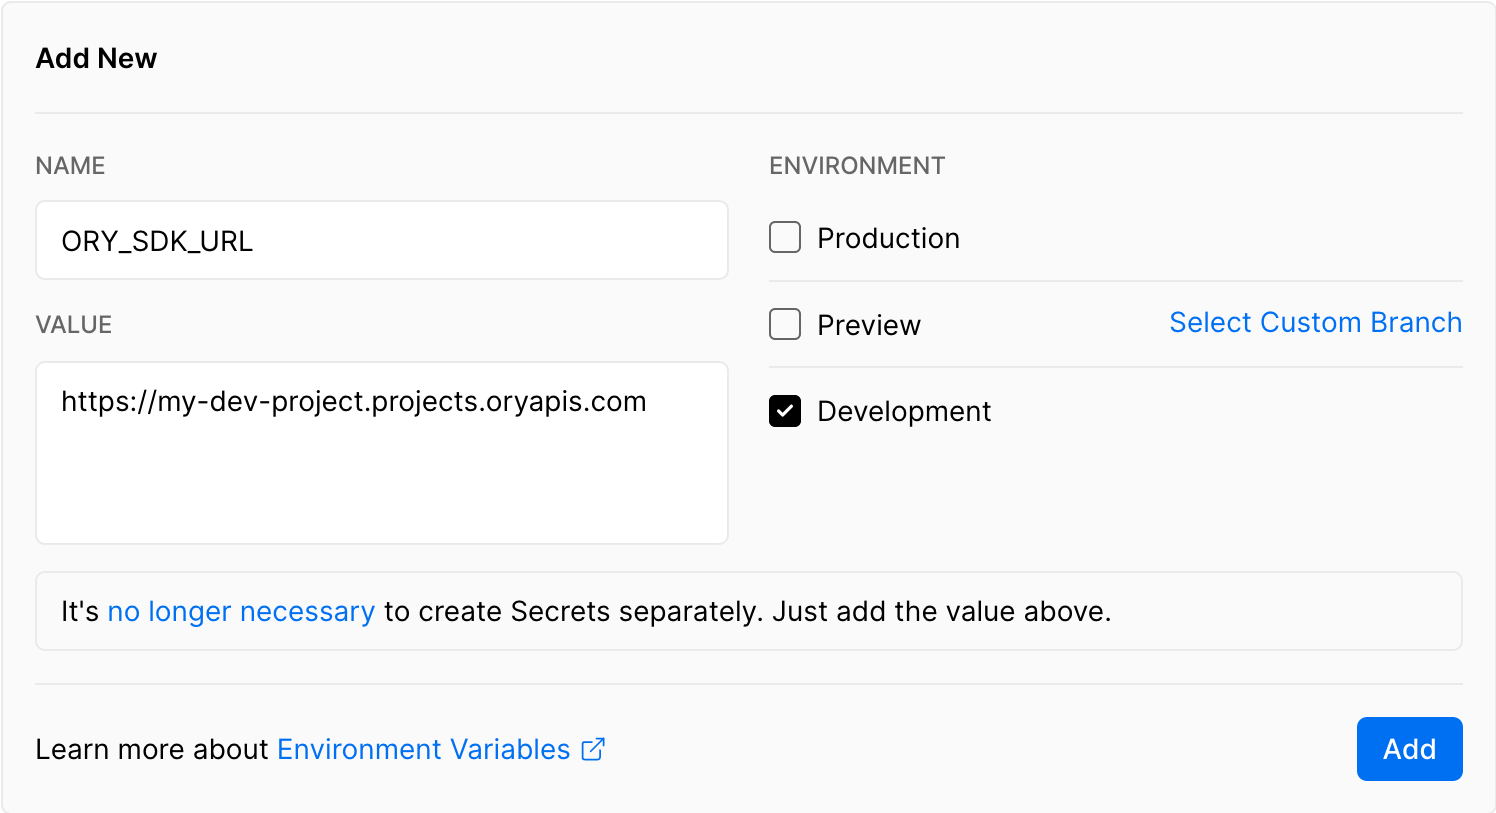 Add New
NAME
ORY_SDK_URL
VALUE
https://my-dev-project.projects.oryapis.com
ENVIRONMENT
Production
Preview
Select Custom Branch
Development
It's no longer necessary to create Secrets separately. Just add the value above.
Learn more about Environment Variables
Add